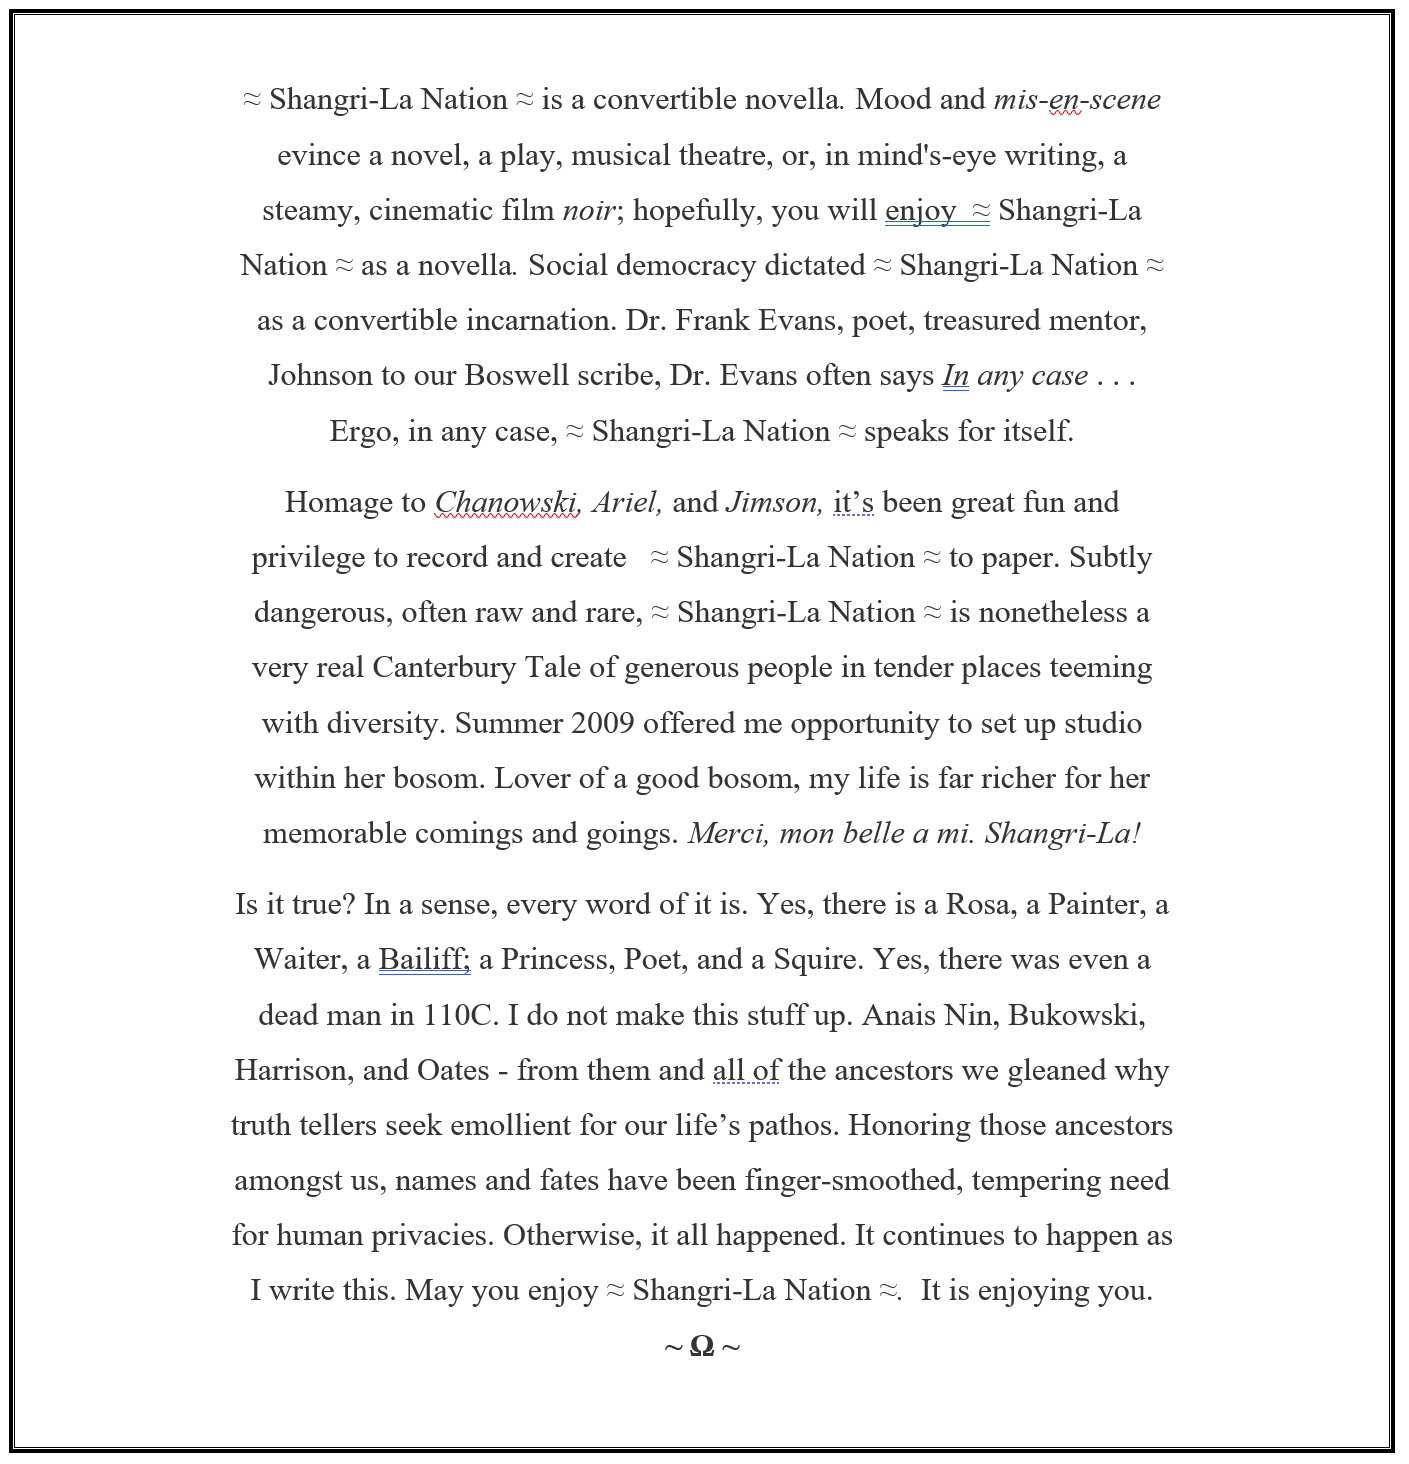 ≈ Shangri-La Nation ≈ is a convertible novella. Mood and mis-en-scene
evince a novel, a play, musical theatre, or, in mind's-eye writing, a
steamy, cinematic film noir; hopefully, you will enjoy  ≈ Shangri-La
Nation ≈ as a novella. Social democracy dictated ≈ Shangri-La Nation ≈
as a convertible incarnation. Dr. Frank Evans, poet, treasured mentor,
Johnson to our Boswell scribe, Dr. Evans often says In any case . . .
Ergo, in any case, ≈ Shangri-La Nation ≈ speaks for itself.
Homage to Chanowski, Ariel, and Jimson, it’s been great fun and
privilege to record and create   ≈ Shangri-La Nation ≈ to paper. Subtly
dangerous, often raw and rare, ≈ Shangri-La Nation ≈ is nonetheless a
very real Canterbury Tale of generous people in tender places teeming
with diversity. Summer 2009 offered me opportunity to set up studio
within her bosom. Lover of a good bosom, my life is far richer for her
memorable comings and goings. Merci, mon belle a mi. Shangri-La!
Is it true? In a sense, every word of it is. Yes, there is a Rosa, a Painter, a
Waiter, a Bailiff; a Princess, Poet, and a Squire. Yes, there was even a
dead man in 110C. I do not make this stuff up. Anais Nin, Bukowski,
Harrison, and Oates - from them and all of the ancestors we gleaned why
truth tellers seek emollient for our life’s pathos. Honoring those ancestors
amongst us, names and fates have been finger-smoothed, tempering need
for human privacies. Otherwise, it all happened. It continues to happen as
I write this. May you enjoy ≈ Shangri-La Nation ≈.  It is enjoying you.
~ Ω ~